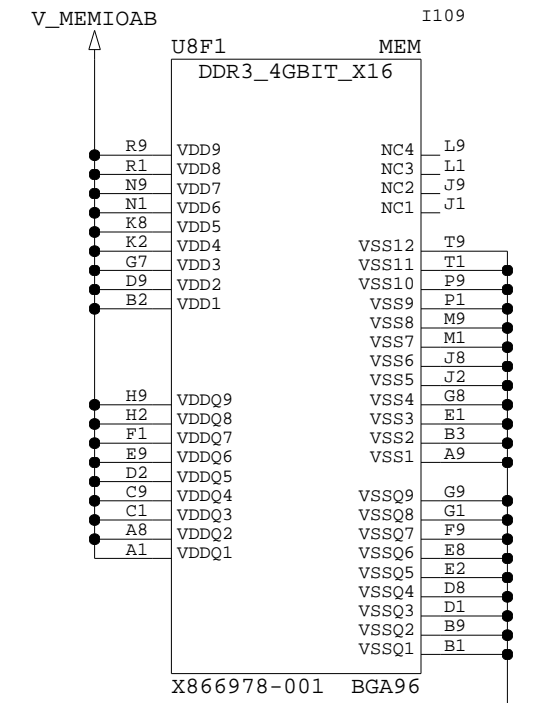 V_MEMIOAB I109
U8F1 MEM
DDR3_4GBIT_X16
R9 VDD9 NC4 L9
R1 VDD8 NC3 L1
N9 VDD7 NC2 J9
N1 VDD6 NC1 J1
K8 VDD5
K2 VDD4 VSS12 T9
G7 VDD3 VSS11 T1
D9 VDD2 VSS10 P9
B2 VDD1 VSS9 P1
VSS8 M9
VSS7 M1
VSS6 J8
VSS5 J2
H9 VDDQ9 VSS4 G8
H2 VDDQ8 VSS3 E1
F1 VDDQ7 VSS2 B3
E9 VDDQ6 VSS1 A9
D2 VDDQ5
C9 VDDQ4 VSSQ9 G9
C1 VDDQ3 VSSQ8 G1
A8 VDDQ2 VSSQ7 F9
A1 VDDQ1 VSSQ6 E8
VSSQ5 E2
VSSQ4 D8
VSSQ3 D1
VSSQ2 B9
VSSQ1 B1
X866978-001 BGA96